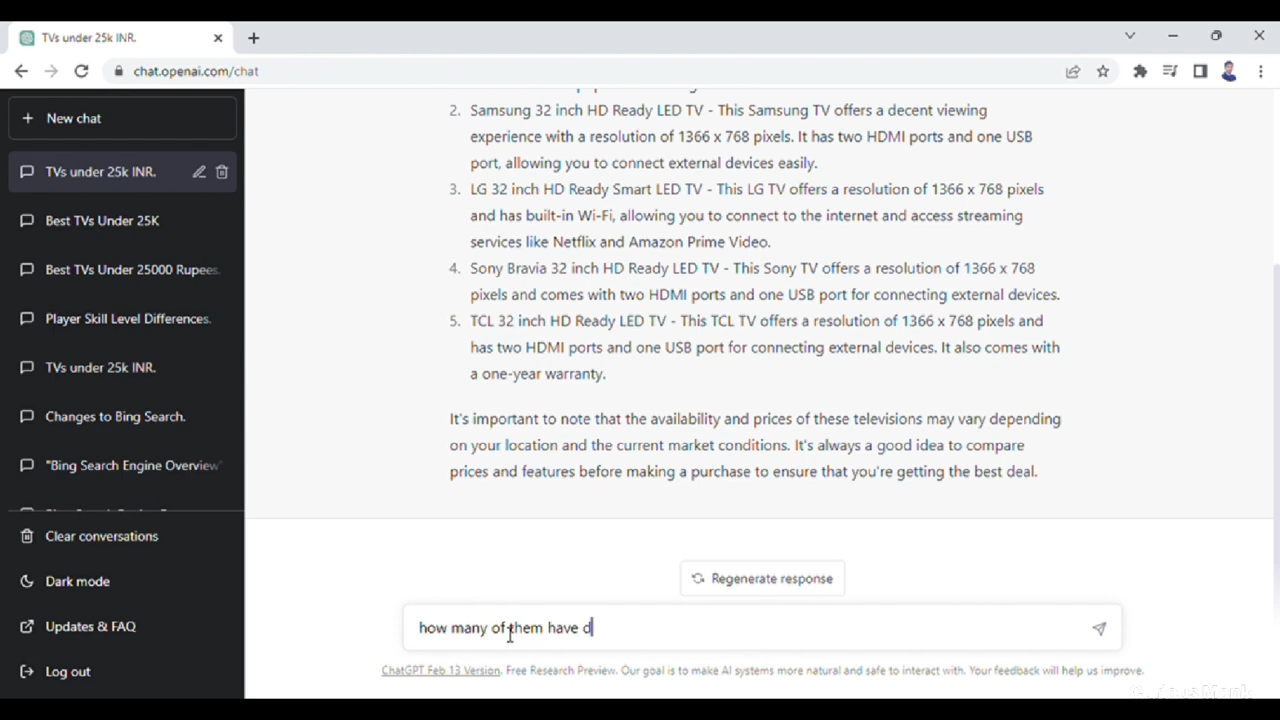 TVs under 25k INR.
chat.openai.com/chat
New chat
TVs under 25k INR.
Best TVs Under 25K
Best TVs Under 25000 Rupees.
Player Skill Level Differences.
TVs under 25k INR.
Changes to Bing Search.
"Bing Search Engine Overview"
Clear conversations
Dark mode
Updates & FAQ
Log out
2. Samsung 32 inch HD Ready LED TV - This Samsung TV offers a decent viewing
experience with a resolution of 1366 x 768 pixels. It has two HDMI ports and one USB
port, allowing you to connect external devices easily.
3. LG 32 inch HD Ready Smart LED TV - This LG TV offers a resolution of 1366 x 768 pixels
and has built-in Wi-Fi, allowing you to connect to the internet and access streaming
services like Netflix and Amazon Prime Video.
4. Sony Bravia 32 inch HD Ready LED TV - This Sony TV offers a resolution of 1366 x 768
pixels and comes with two HDMI ports and one USB port for connecting external devices.
5. TCL 32 inch HD Ready LED TV - This TCL TV offers a resolution of 1366 x 768 pixels and
has two HDMI ports and one USB port for connecting external devices. It also comes with
a one-year warranty.
It's important to note that the availability and prices of these televisions may vary depending
on your location and the current market conditions. It's always a good idea to compare
prices and features before making a purchase to ensure that you're getting the best deal.
Regenerate response
how many of them have d
ChatGPT Feb 13 Version. Free Research Preview. Our goal is to make AI systems more natural and safe to interact with. Your feedback will help us improve.